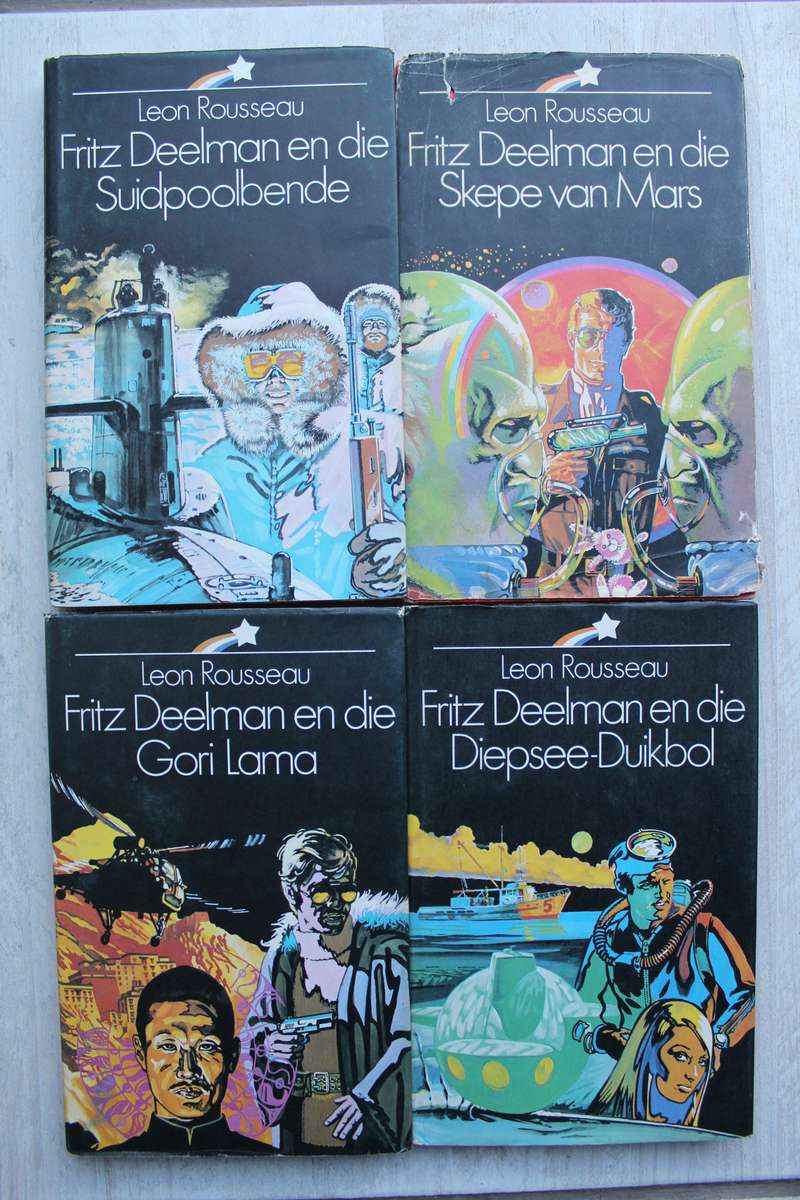 Leon Rousseau
Fritz Deelman en die
Suidpoolbende
Leon Rousseau
Fritz Deelman en die
Skepe van Mars
Leon Rousseau
Fritz Deelman en die
Gori Lama
Leon Rousseau
Fritz Deelman en die
Diepsee-Duikbol
5